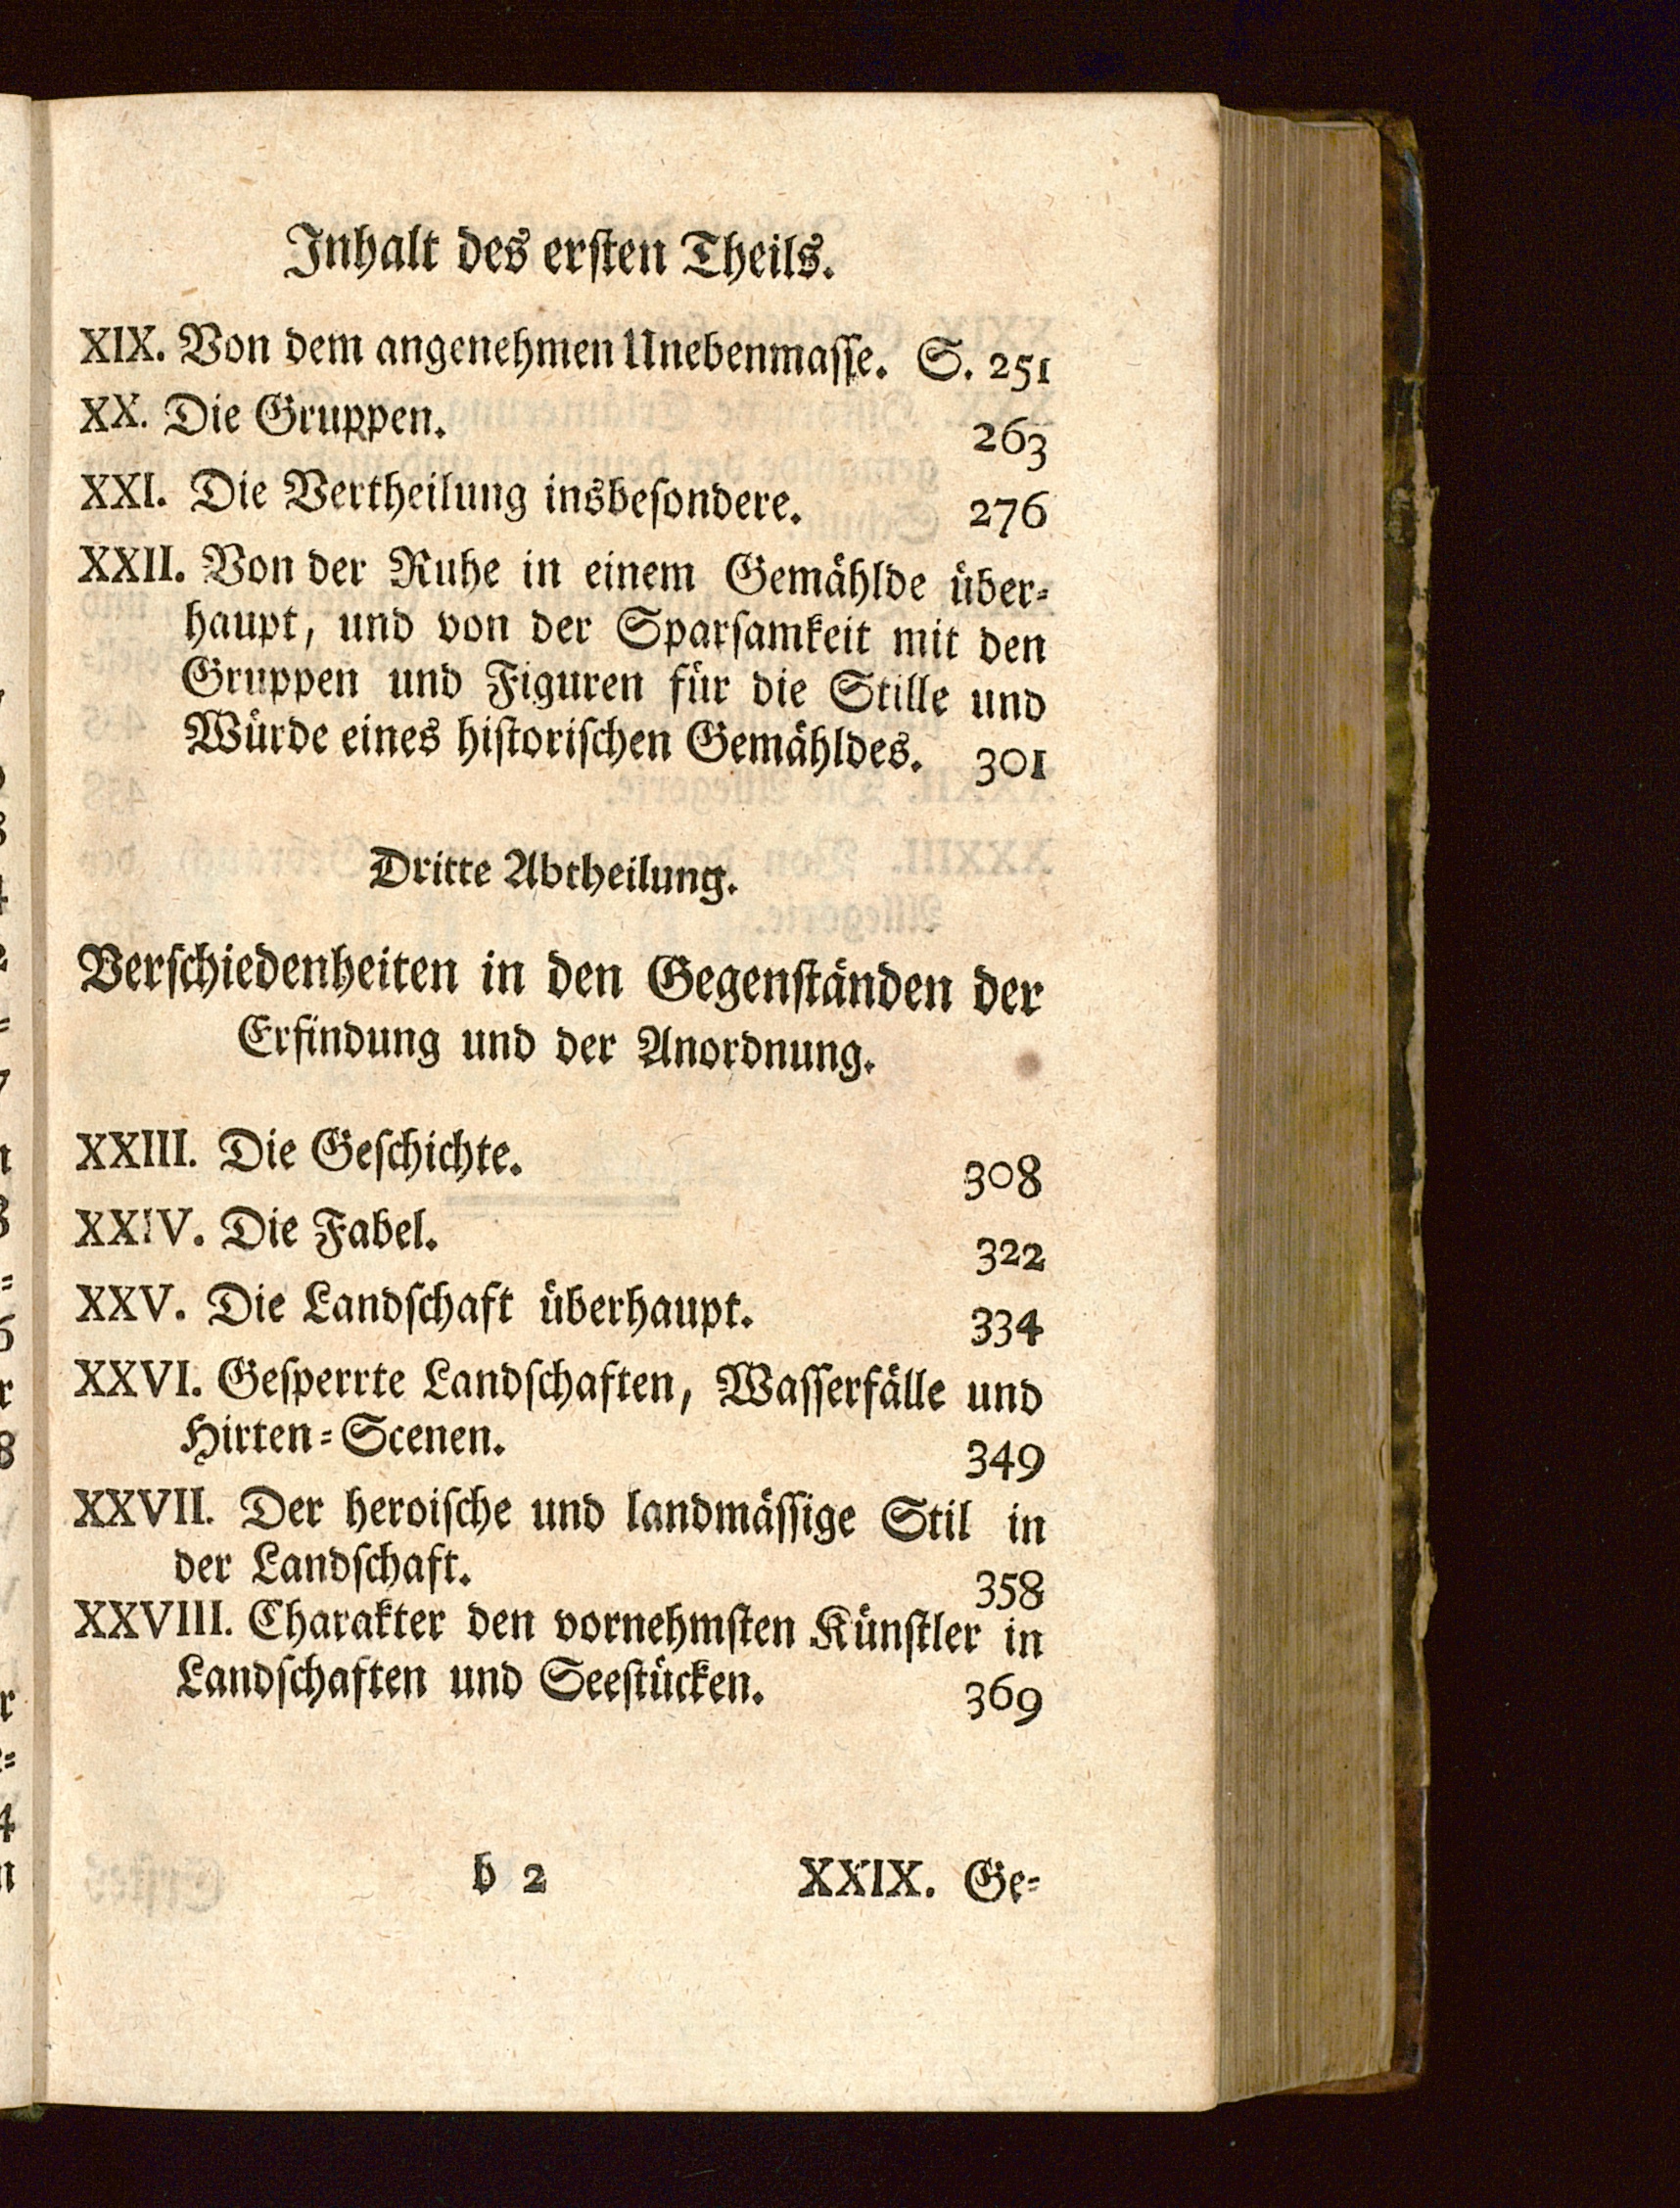 Inhalt des erſten Theils.
XIX. Von dem angenehmen Unebenmaſſe. S. 251
XX. Die Gruppen. 263
XXI. Die Vertheilung insbeſondere. 276
XXII. Von der Ruhe in einem Gemählde über⸗
haupt, und von der Sparſamkeit mit den
Gruppen und Figuren für die Stille und
Würde eines hiſtoriſchen Gemähldes. 301
Dritte Abtheilung.
Verſchiedenheiten in den Gegenſtänden der
Erfindung und der Anordnung.
XXIII. Die Geſchichte. 308
XXIV. Die Fabel. 322
XXV. Die Landſchaft überhaupt. 334
XXVI. Geſperrte Landſchaften, Waſſerfälle und
Hirten⸗Scenen. 349
XXVII. Der heroiſche und landmäſſige Stil in
der Landſchaft. 358
XXVIII. Charakter den vornehmſten Künſtler in
Landſchaften und Seeſtücken. 369
b 2 XXIX. Ge⸗